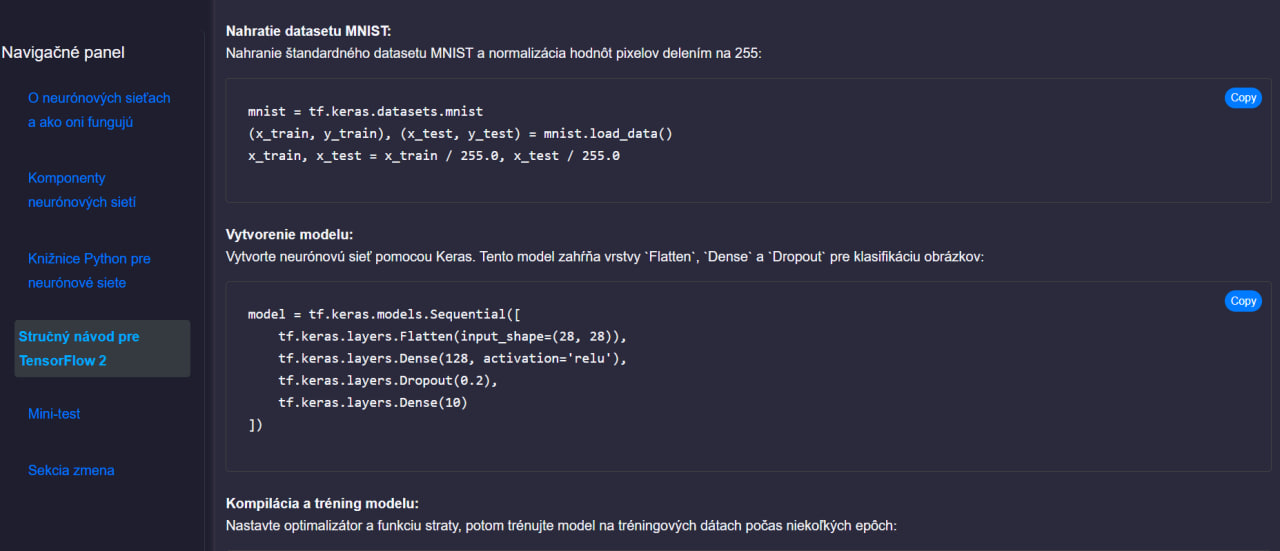 Navigačné panel
O neurónových sieťach
a ako oni fungujú
Komponenty
neurónových sietí
Knižnice Python pre
neurónové siete
Stručný návod pre
TensorFlow 2
Mini-test
Sekcia zmena
Nahratie datasetu MNIST:
Nahranie štandardného datasetu MNIST a normalizácia hodnôt pixelov delením na 255:
Copy
mnist = tf.keras.datasets.mnist
(x_train, y_train), (x_test, y_test) = mnist.load_data()
x_train, x_test = x_train / 255.0, x_test / 255.0
Vytvorenie modelu:
Vytvorte neurónovú sieť pomocou Keras. Tento model zahŕňa vrstvy `Flatten`, `Dense` a `Dropout` pre klasifikáciu obrázkov:
Copy
model = tf.keras.models.Sequential([
    tf.keras.layers.Flatten(input_shape=(28, 28)),
    tf.keras.layers.Dense(128, activation='relu'),
    tf.keras.layers.Dropout(0.2),
    tf.keras.layers.Dense(10)
])
Kompilácia a tréning modelu:
Nastavte optimalizátor a funkciu straty, potom trénujte model na tréningových dátach počas niekoľkých epôch: